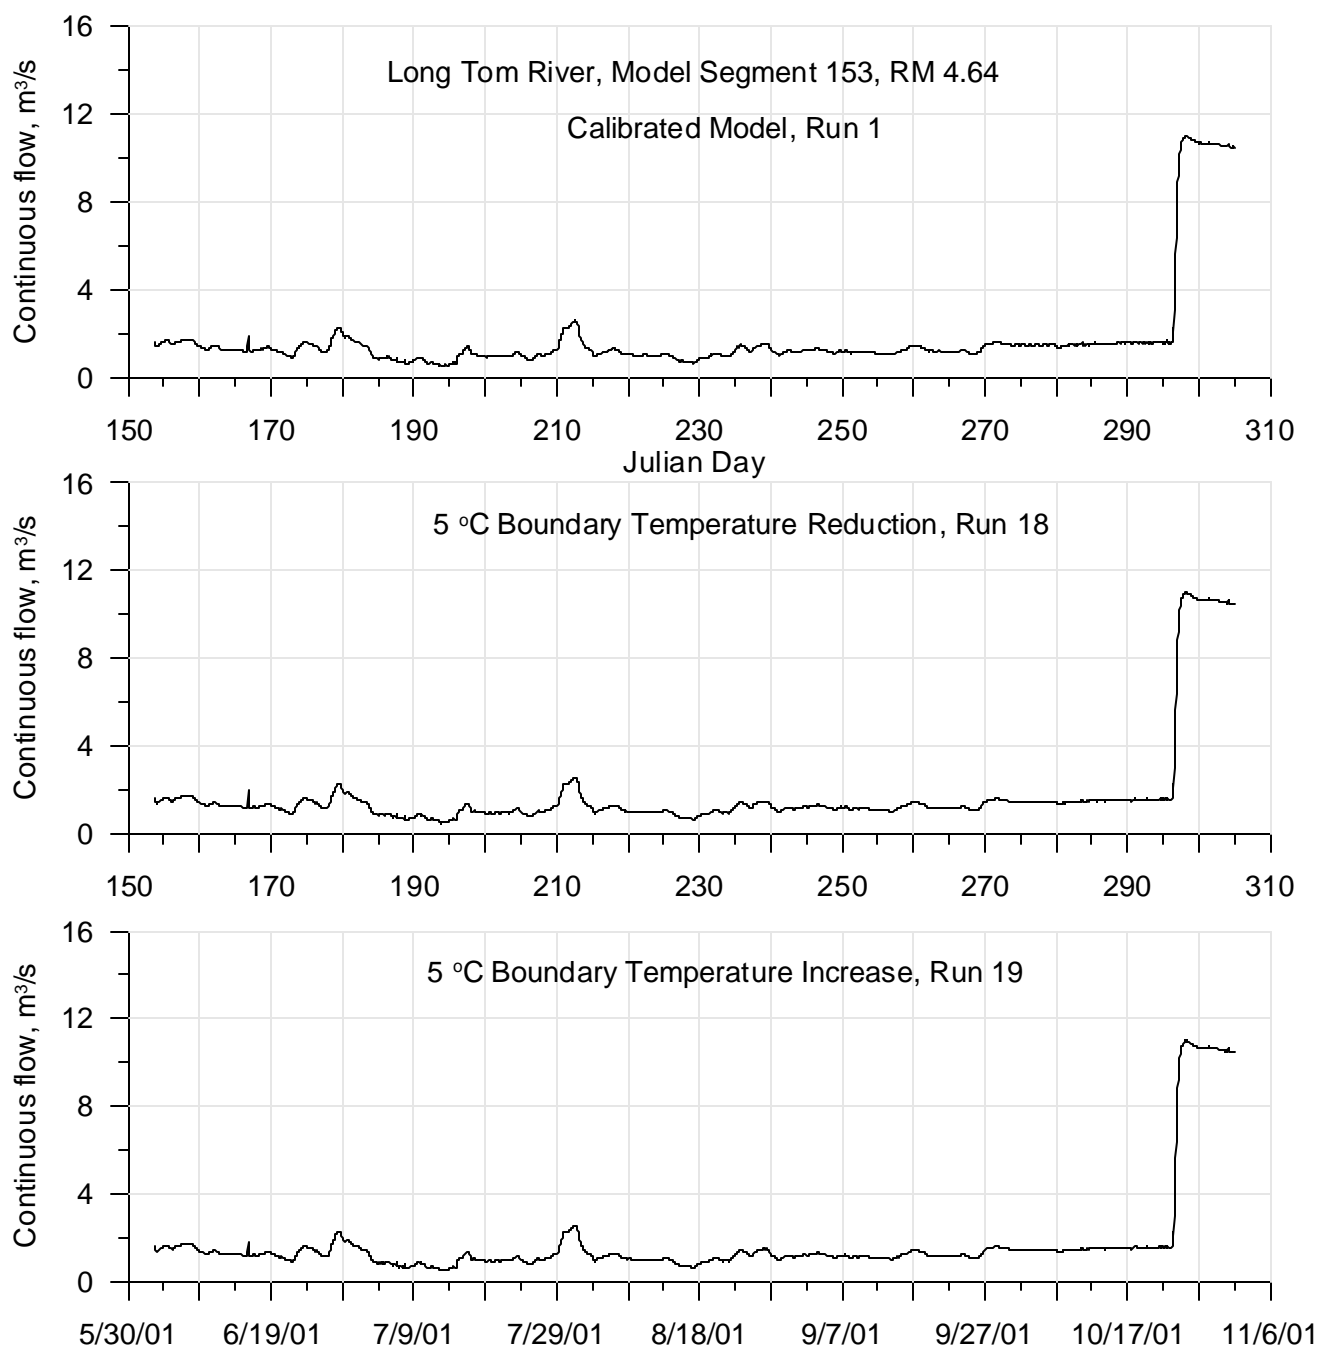 16
Long Tom River, Model Segment 153, RM 4.64
12
Calibrated Model, Run 1
8
4
0
Continuous flow, m³/s
150 170 190 210 230 250 270 290 310
Julian Day
16
5 ºC Boundary Temperature Reduction, Run 18
12
8
4
0
Continuous flow, m³/s
150 170 190 210 230 250 270 290 310
16
5 ºC Boundary Temperature Increase, Run 19
12
8
4
0
Continuous flow, m³/s
5/30/01 6/19/01 7/9/01 7/29/01 8/18/01 9/7/01 9/27/01 10/17/01 11/6/01